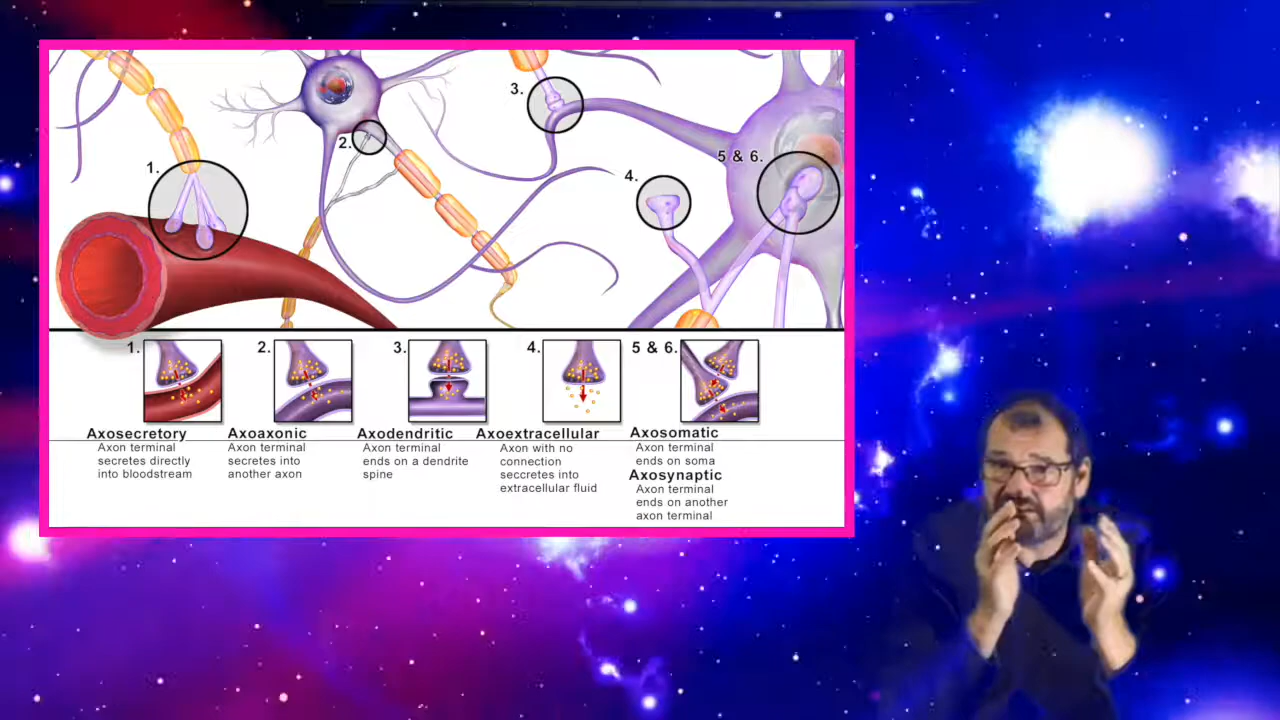 3.
2.
5 & 6.
1.
4.
1.
2.
3.
4.
5 & 6.
Axosecretory
Axon terminal
secretes directly
into bloodstream
Axoaxonic
Axon terminal
secretes into
another axon
Axodendritic
Axon terminal
ends on a dendrite
spine
Axoextracellular
Axon with no
connection
seccretes into
extracellular fluid
Axosomatic
Axon terminal
ends on soma
Axosynaptic
Axon terminal
ends on another
axon terminal